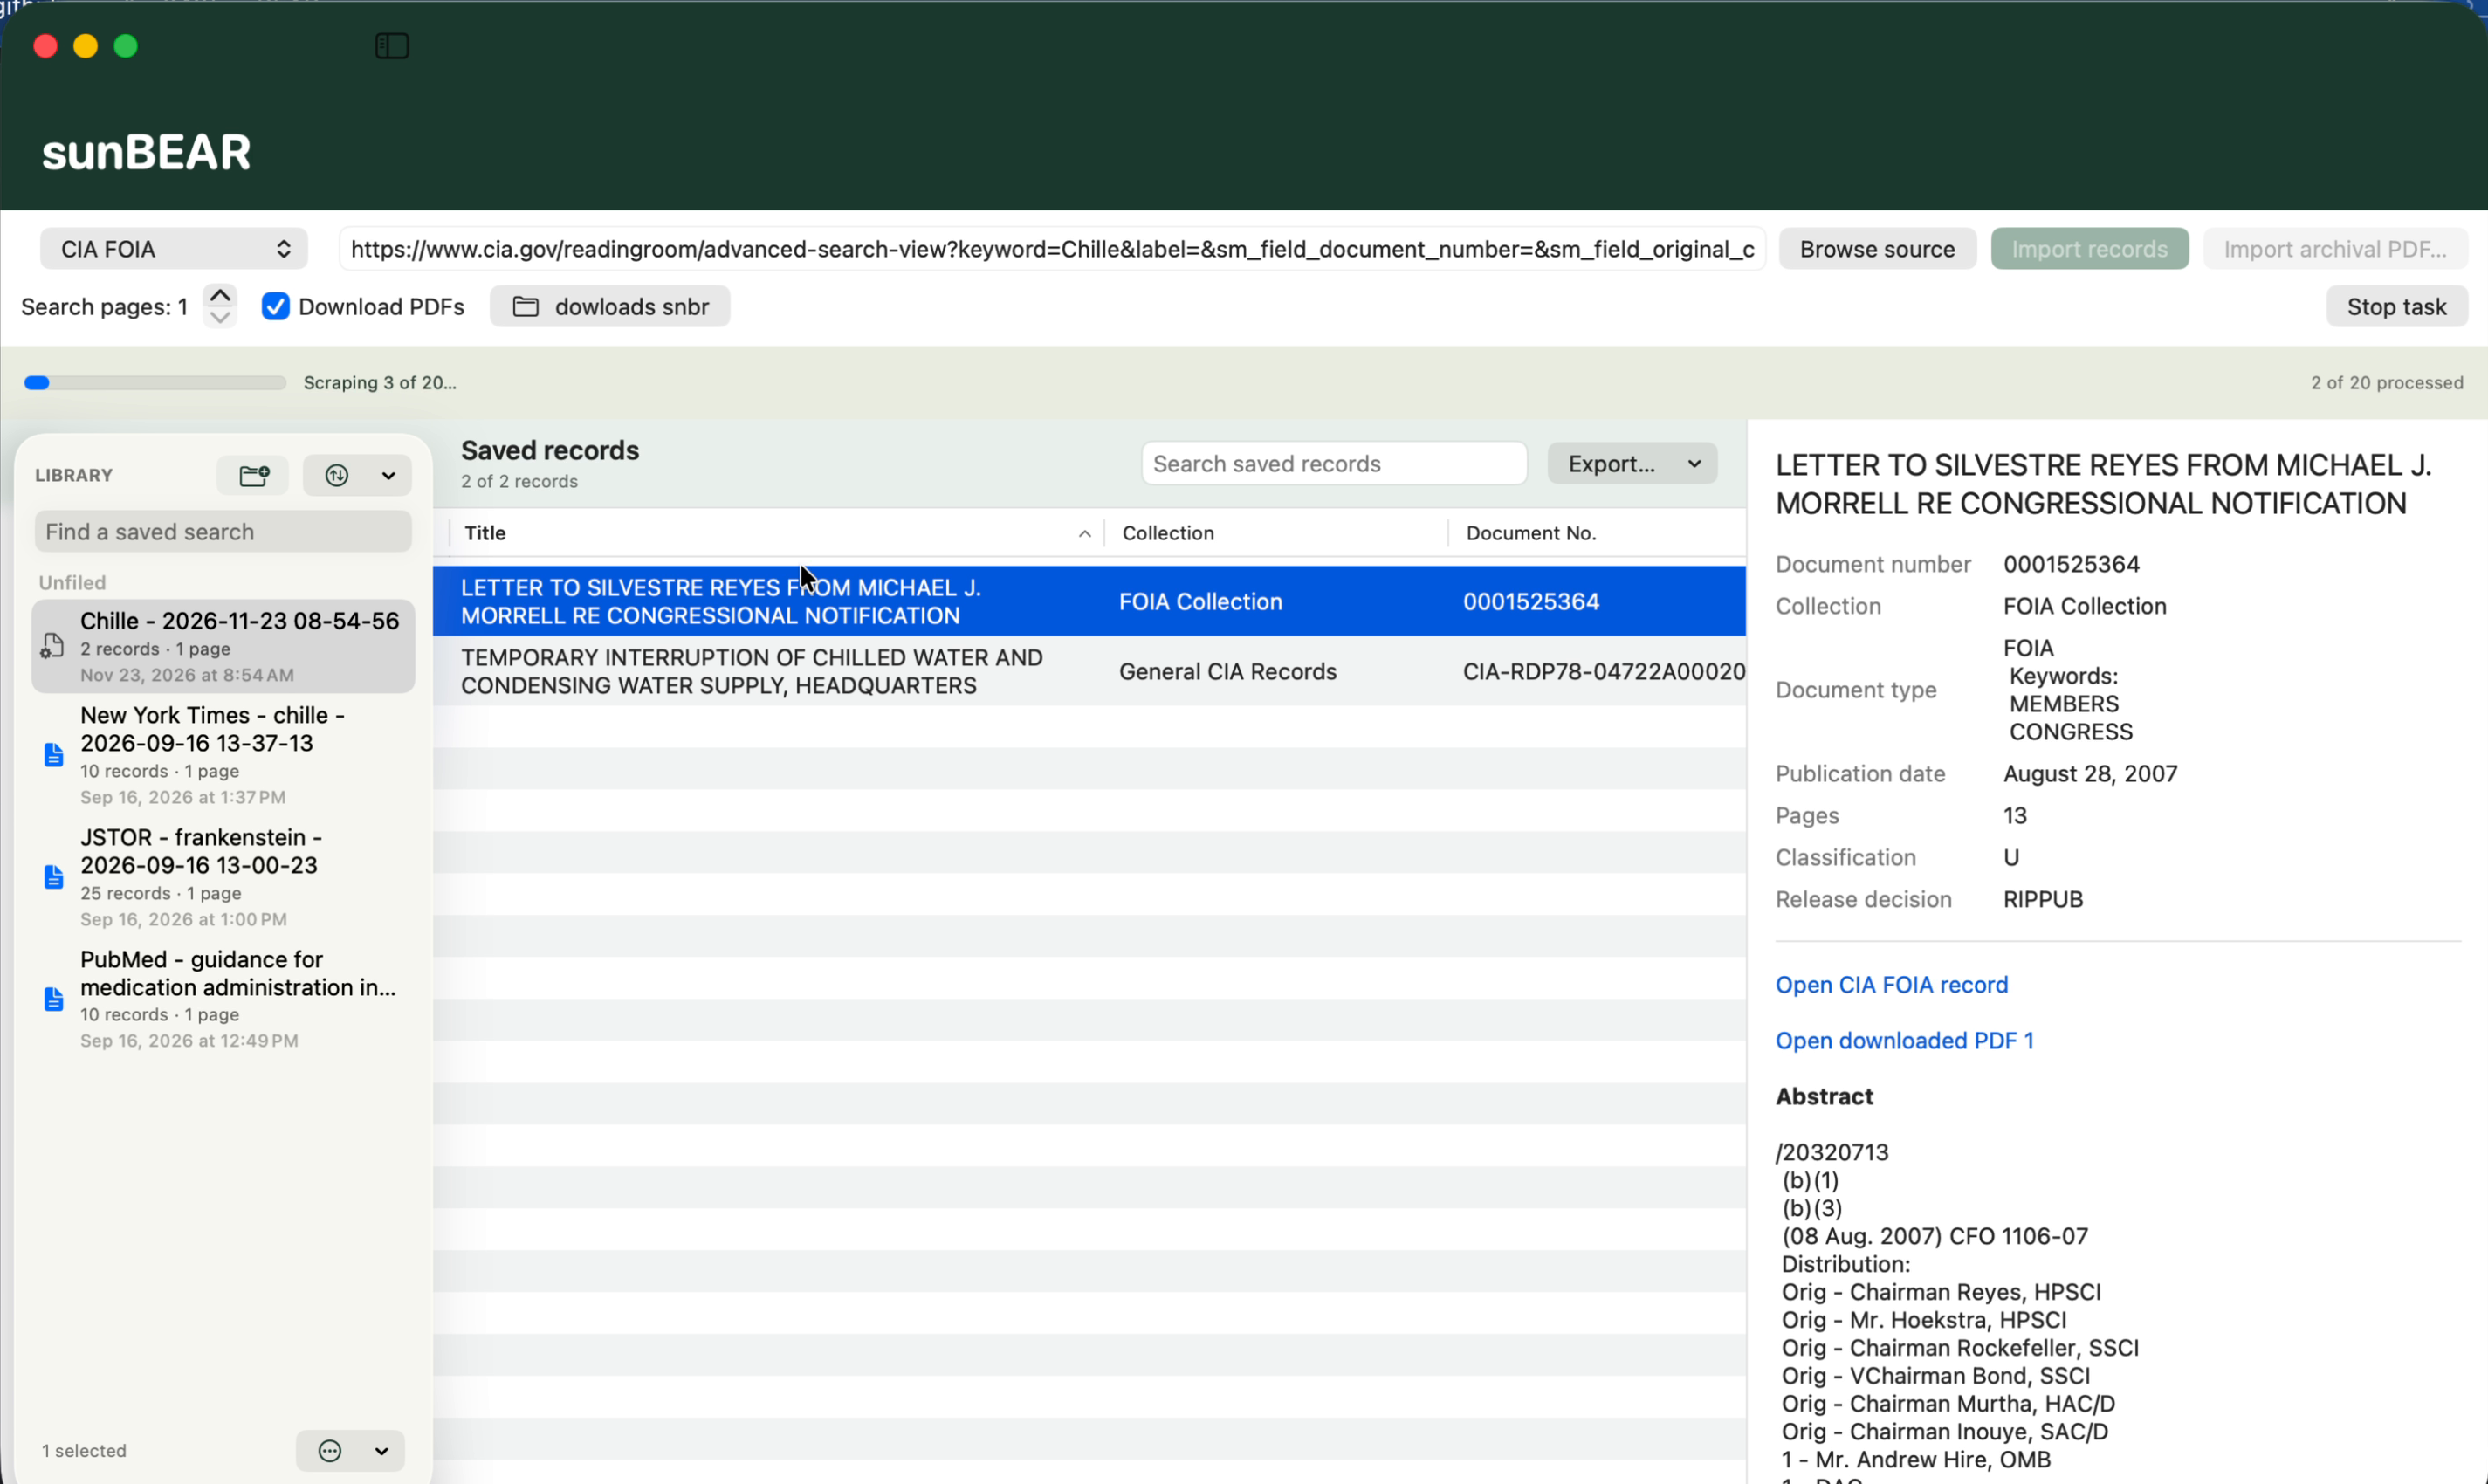 sunBEAR
CIA FOIA
https://www.cia.gov/readingroom/advanced-search-view?keyword=Chille&label=&sm_field_document_number=&sm_field_original_c
Browse source
Import records
Import archival PDF...
Search pages: 1
Download PDFs
dowloads snbr
Stop task
Scraping 3 of 20...
2 of 20 processed
LIBRARY
Find a saved search
Unfiled
Chille - 2026-11-23 08-54-56
2 records · 1 page
Nov 23, 2026 at 8:54 AM
New York Times - chille -
2026-09-16 13-37-13
10 records · 1 page
Sep 16, 2026 at 1:37 PM
JSTOR - frankenstein -
2026-09-16 13-00-23
25 records · 1 page
Sep 16, 2026 at 1:00 PM
PubMed - guidance for
medication administration in...
10 records · 1 page
Sep 16, 2026 at 12:49 PM
1 selected
Saved records
2 of 2 records
Search saved records
Export...
Title
Collection
Document No.
LETTER TO SILVESTRE REYES FROM MICHAEL J.
MORRELL RE CONGRESSIONAL NOTIFICATION
FOIA Collection
0001525364
TEMPORARY INTERRUPTION OF CHILLED WATER AND
CONDENSING WATER SUPPLY, HEADQUARTERS
General CIA Records
CIA-RDP78-04722A00020
LETTER TO SILVESTRE REYES FROM MICHAEL J.
MORRELL RE CONGRESSIONAL NOTIFICATION
Document number 0001525364
Collection FOIA Collection
Document type FOIA
Keywords:
MEMBERS
CONGRESS
Publication date August 28, 2007
Pages 13
Classification U
Release decision RIPPUB
Open CIA FOIA record
Open downloaded PDF 1
Abstract
/20320713
(b)(1)
(b)(3)
(08 Aug. 2007) CFO 1106-07
Distribution:
Orig - Chairman Reyes, HPSCI
Orig - Mr. Hoekstra, HPSCI
Orig - Chairman Rockefeller, SSCI
Orig - VChairman Bond, SSCI
Orig - Chairman Murtha, HAC/D
Orig - Chairman Inouye, SAC/D
1 - Mr. Andrew Hire, OMB